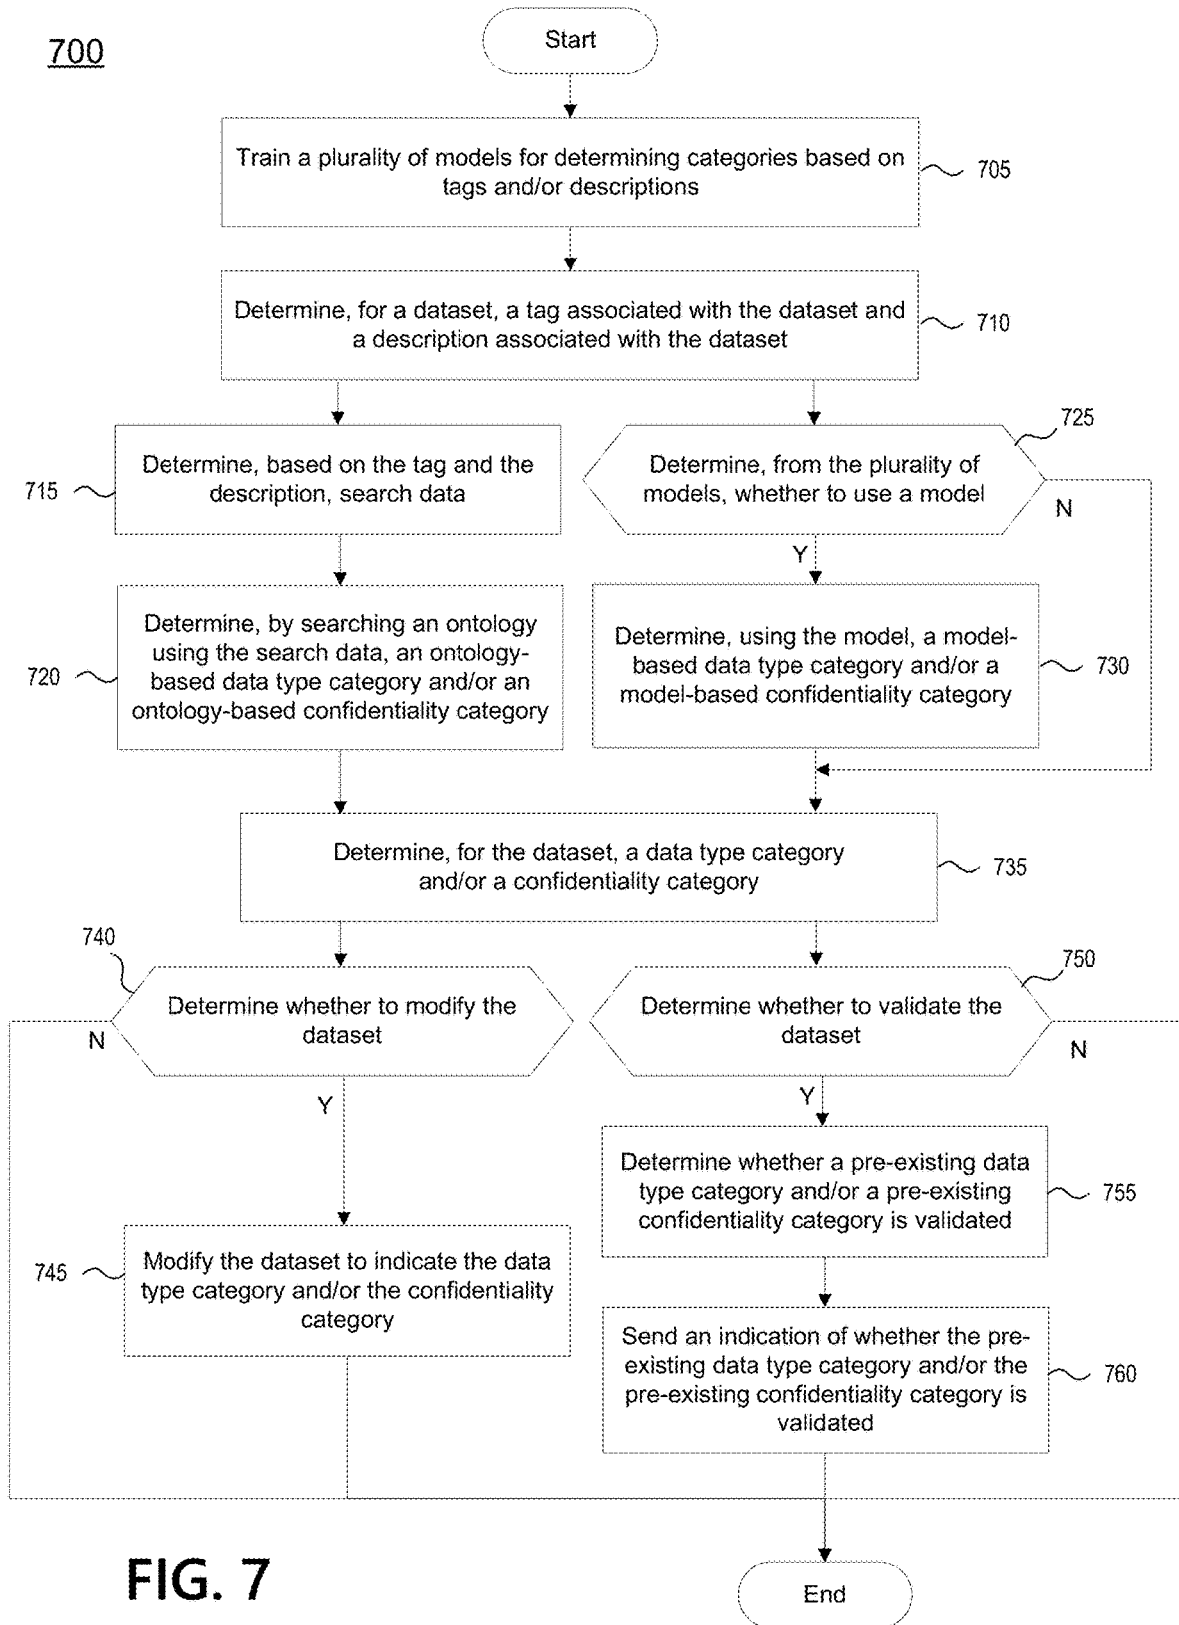 700
Start
Train a plurality of models for determining categories based on
tags and/or descriptions
705
Determine, for a dataset, a tag associated with the dataset and
a description associated with the dataset
710
Determine, based on the tag and the
description, search data
715
725
Determine, from the plurality of
models, whether to use a model
N
Y
Determine, by searching an ontology
using the search data, an ontology-
based data type category and/or an
ontology-based confidentiality category
720
Determine, using the model, a model-
based data type category and/or a
model-based confidentiality category
730
Determine, for the dataset, a data type category
and/or a confidentiality category
735
740
Determine whether to modify the
dataset
N
Y
750
Determine whether to validate the
dataset
N
Y
Determine whether a pre-existing data
type category and/or a pre-existing
confidentiality category is validated
755
745
Modify the dataset to indicate the data
type category and/or the confidentiality
category
Send an indication of whether the pre-
existing data type category and/or the
pre-existing confidentiality category is
validated
760
FIG. 7
End